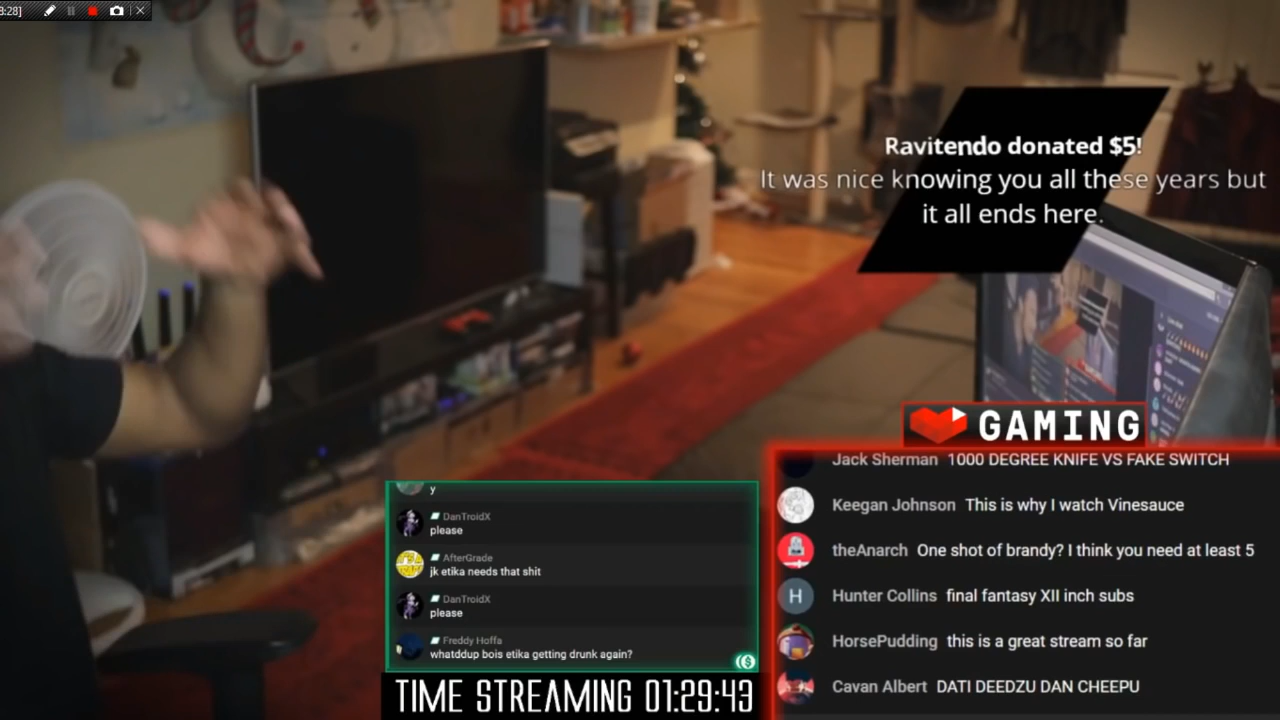 3:28]
Ravitendo donated $5!
It was nice knowing you all these years but
it all ends here.
GAMING
Jack Sherman 1000 DEGREE KNIFE VS FAKE SWITCH
Keegan Johnson This is why I watch Vinesauce
theAnarch One shot of brandy? I think you need at least 5
H Hunter Collins final fantasy XII inch subs
HorsePudding this is a great stream so far
Cavan Albert DATI DEEDZU DAN CHEEPU
y
DanTroidX
please
AfterGrade
jk etika needs that shit
DanTroidX
please
Freddy Hoffa
whatddup bois etika getting drunk again?
TIME STREAMING 01:29:43